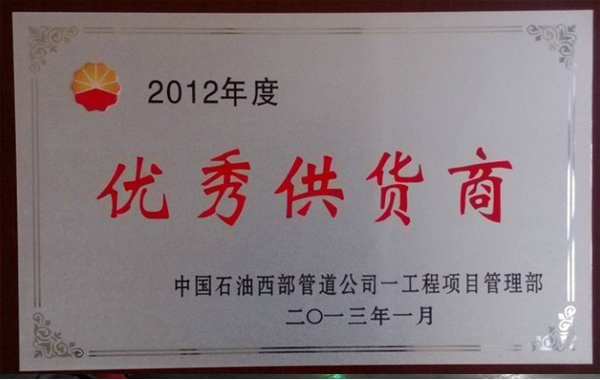 2012年度
优秀供货商
中国石油西部管道公司一工程项目管理部
二〇一三年一月